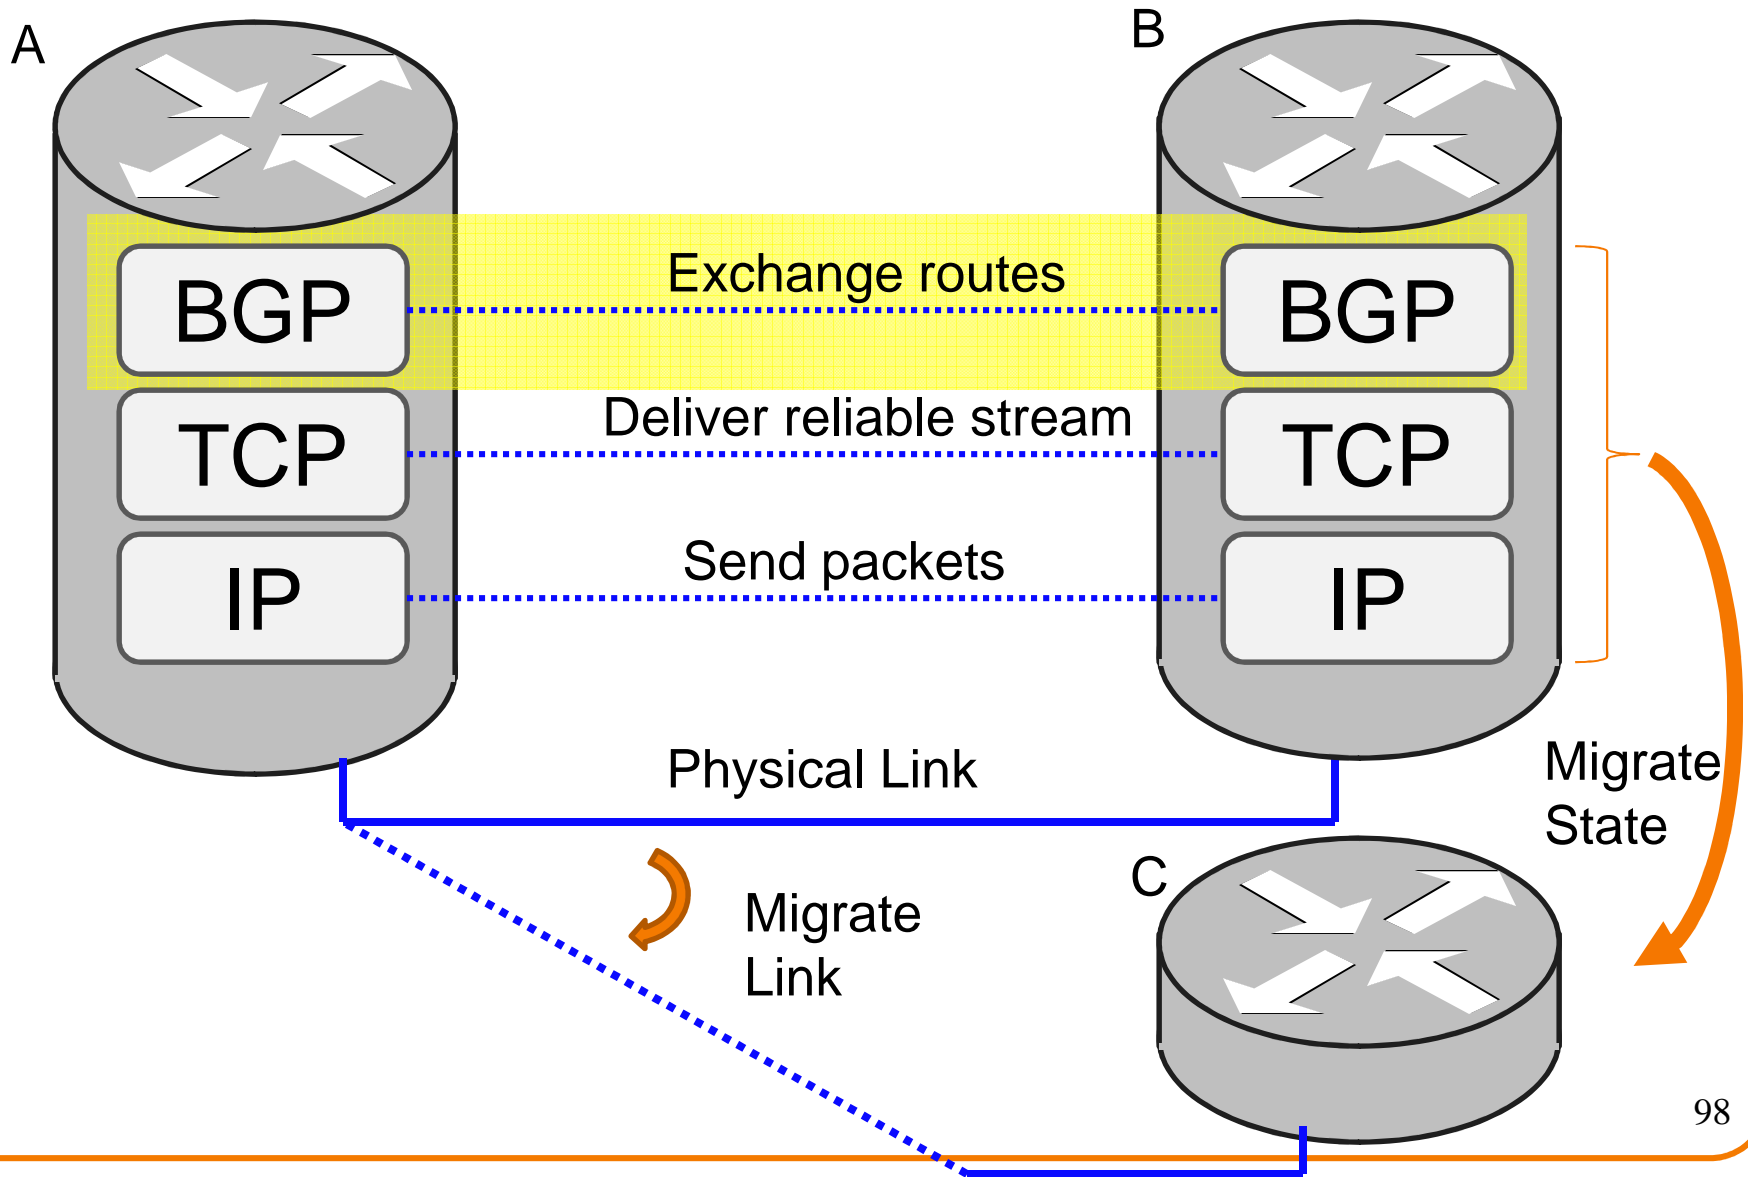 A
B
Exchange routes
BGP
BGP
Deliver reliable stream
TCP
TCP
Send packets
IP
IP
Physical Link
Migrate
State
C
Migrate
Link
98